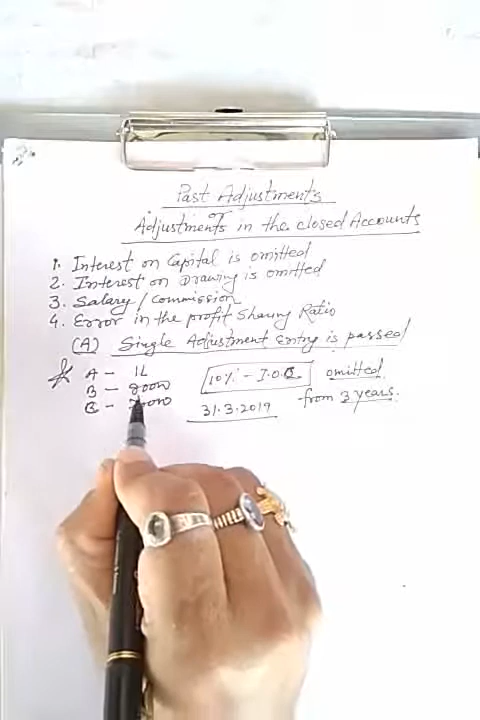 Past Adjustments
or
Adjustments in the closed Accounts
1. Interest on Capital is omitted
2. Interest on Drawing is omitted
3. Salary / Commission
4. Error in the profit Sharing Ratio
(A) Single Adjustment Entry is passed
A - 1L
B - 80000
C -
10% - I.O.C. omitted
31.3.2019 from 3 years.